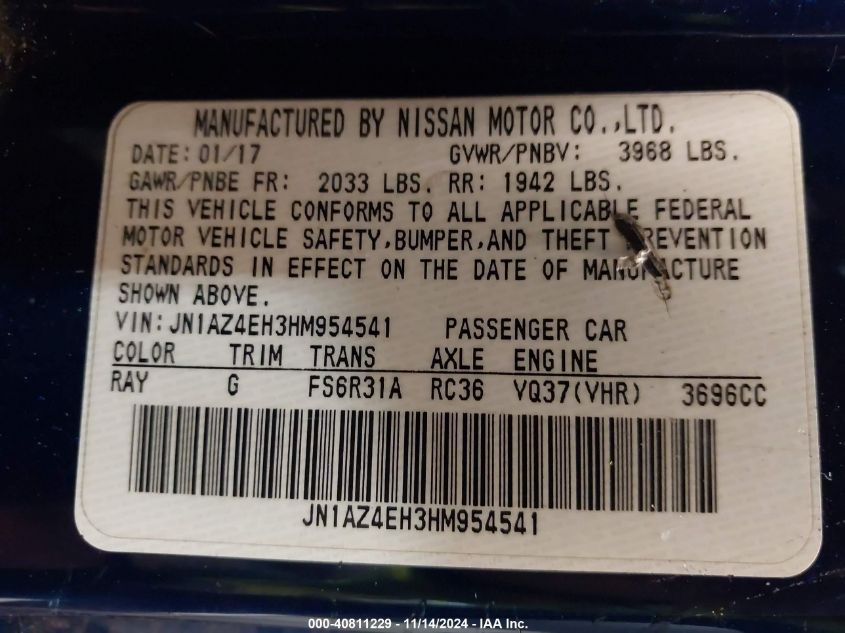 MANUFACTURED BY NISSAN MOTOR CO.,LTD.
DATE: 01/17 GVWR/PNBV: 3968 LBS.
GAWR/PNBE FR: 2033 LBS. RR: 1942 LBS.
THIS VEHICLE CONFORMS TO ALL APPLICABLE FEDERAL
MOTOR VEHICLE SAFETY,BUMPER,AND THEFT PREVENTION
STANDARDS IN EFFECT ON THE DATE OF MANUFACTURE
SHOWN ABOVE.
VIN: JN1AZ4EH3HM954541 PASSENGER CAR
COLOR TRIM TRANS AXLE ENGINE
RAY G FS6R31A RC36 VQ37(VHR) 3696CC
JN1AZ4EH3HM954541
000-40811229 - 11/14/2024 - IAA Inc.